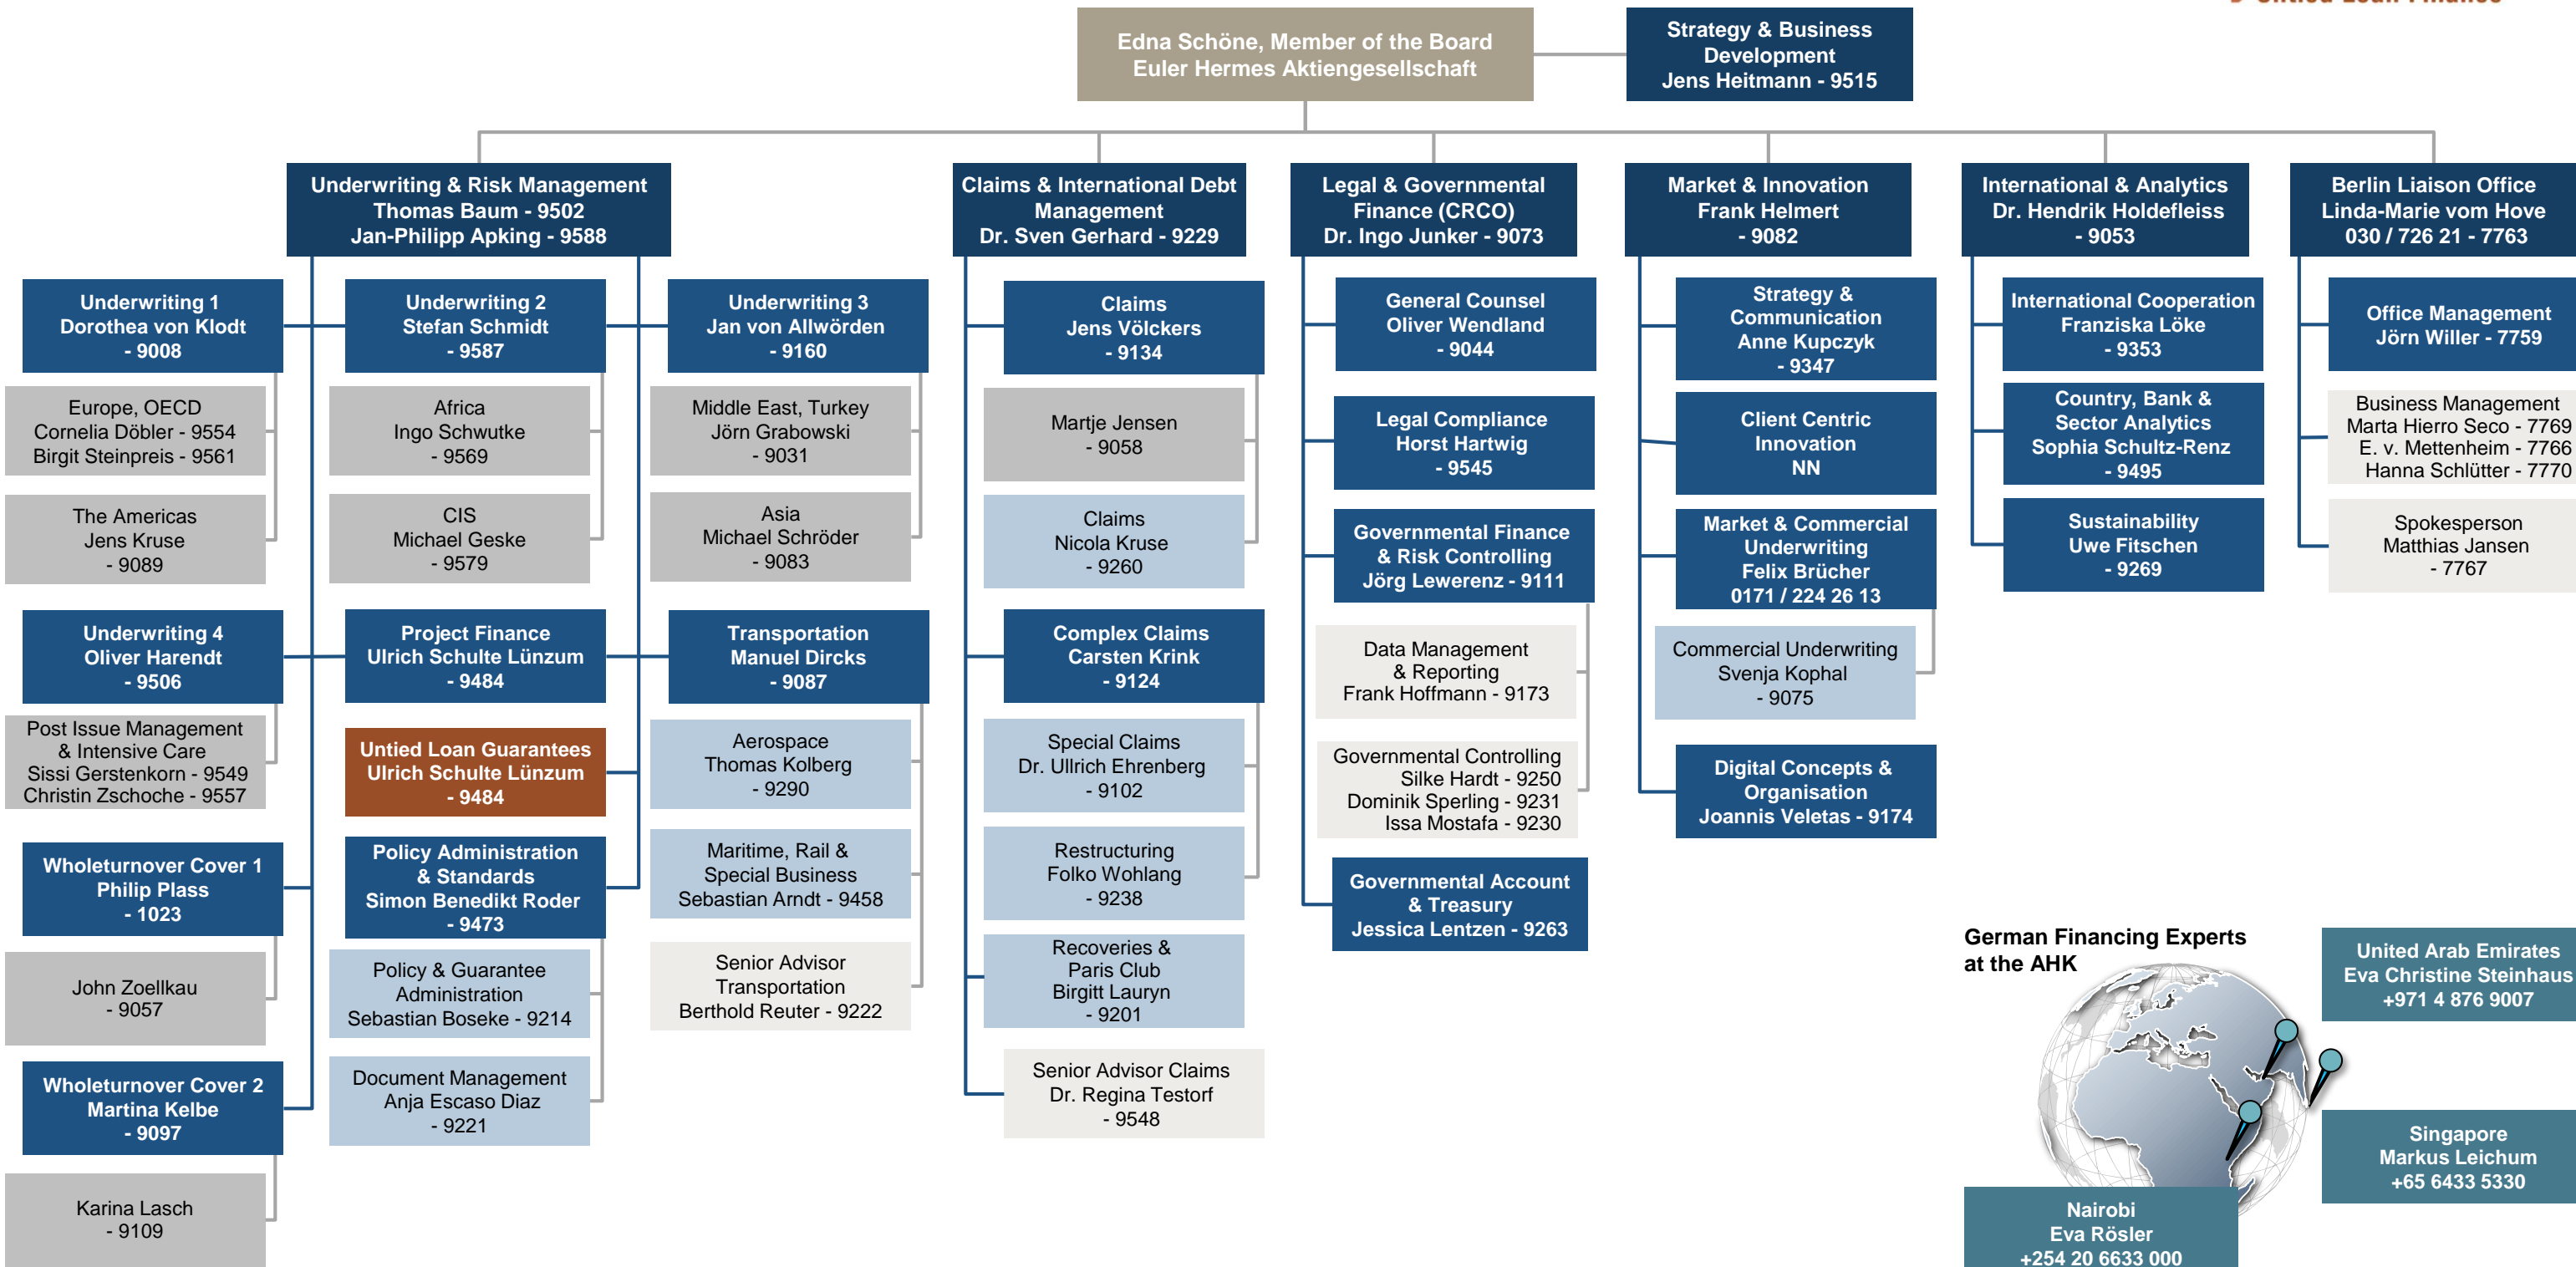 Untied Loan Finance
Edna Schöne, Member of the Board
Euler Hermes Aktiengesellschaft
Strategy & Business
Development
Jens Heitmann - 9515
Underwriting & Risk Management
Thomas Baum - 9502
Jan-Philipp Apking - 9588
Claims & International Debt
Management
Dr. Sven Gerhard - 9229
Legal & Governmental
Finance (CRCO)
Dr. Ingo Junker - 9073
Market & Innovation
Frank Helmert
- 9082
International & Analytics
Dr. Hendrik Holdefleiss
- 9053
Berlin Liaison Office
Linda-Marie vom Hove
030 / 726 21 - 7763
Underwriting 1
Dorothea von Klodt
- 9008
Europe, OECD
Cornelia Döbler - 9554
Birgit Steinpreis - 9561
The Americas
Jens Kruse
- 9089
Underwriting 2
Stefan Schmidt
- 9587
Africa
Ingo Schwutke
- 9569
CIS
Michael Geske
- 9579
Underwriting 3
Jan von Allwörden
- 9160
Middle East, Turkey
Jörn Grabowski
- 9031
Asia
Michael Schröder
- 9083
Underwriting 4
Oliver Harendt
- 9506
Post Issue Management
& Intensive Care
Sissi Gerstenkorn - 9549
Christin Zschoche - 9557
Wholeturnover Cover 1
Philip Plass
- 1023
John Zoellkau
- 9057
Wholeturnover Cover 2
Martina Kelbe
- 9097
Karina Lasch
- 9109
Project Finance
Ulrich Schulte Lünzum
- 9484
Untied Loan Guarantees
Ulrich Schulte Lünzum
- 9484
Policy Administration
& Standards
Simon Benedikt Roder
- 9473
Policy & Guarantee
Administration
Sebastian Boseke - 9214
Document Management
Anja Escaso Diaz
- 9221
Transportation
Manuel Dircks
- 9087
Aerospace
Thomas Kolberg
- 9290
Maritime, Rail &
Special Business
Sebastian Arndt - 9458
Senior Advisor
Transportation
Berthold Reuter - 9222
Claims
Jens Völckers
- 9134
Martje Jensen
- 9058
Claims
Nicola Kruse
- 9260
Complex Claims
Carsten Krink
- 9124
Special Claims
Dr. Ullrich Ehrenberg
- 9102
Restructuring
Folko Wohlang
- 9238
Recoveries &
Paris Club
Birgitt Lauryn
- 9201
Senior Advisor Claims
Dr. Regina Testorf
- 9548
General Counsel
Oliver Wendland
- 9044
Legal Compliance
Horst Hartwig
- 9545
Governmental Finance
& Risk Controlling
Jörg Lewerenz - 9111
Data Management
& Reporting
Frank Hoffmann - 9173
Governmental Controlling
Silke Hardt - 9250
Dominik Sperling - 9231
Issa Mostafa - 9230
Governmental Account
& Treasury
Jessica Lentzen - 9263
Strategy &
Communication
Anne Kupczyk
- 9347
Client Centric
Innovation
NN
Market & Commercial
Underwriting
Felix Brücher
0171 / 224 26 13
Commercial Underwriting
Svenja Kophal
- 9075
Digital Concepts &
Organisation
Joannis Veletas - 9174
International Cooperation
Franziska Löke
- 9353
Country, Bank &
Sector Analytics
Sophia Schultz-Renz
- 9495
Sustainability
Uwe Fitschen
- 9269
Office Management
Jörn Willer - 7759
Business Management
Marta Hierro Seco - 7769
E. v. Mettenheim - 7766
Hanna Schlütter - 7770
Spokesperson
Matthias Jansen
- 7767
German Financing Experts
at the AHK
United Arab Emirates
Eva Christine Steinhaus
+971 4 876 9007
Singapore
Markus Leichum
+65 6433 5330
Nairobi
Eva Rösler
+254 20 6633 000